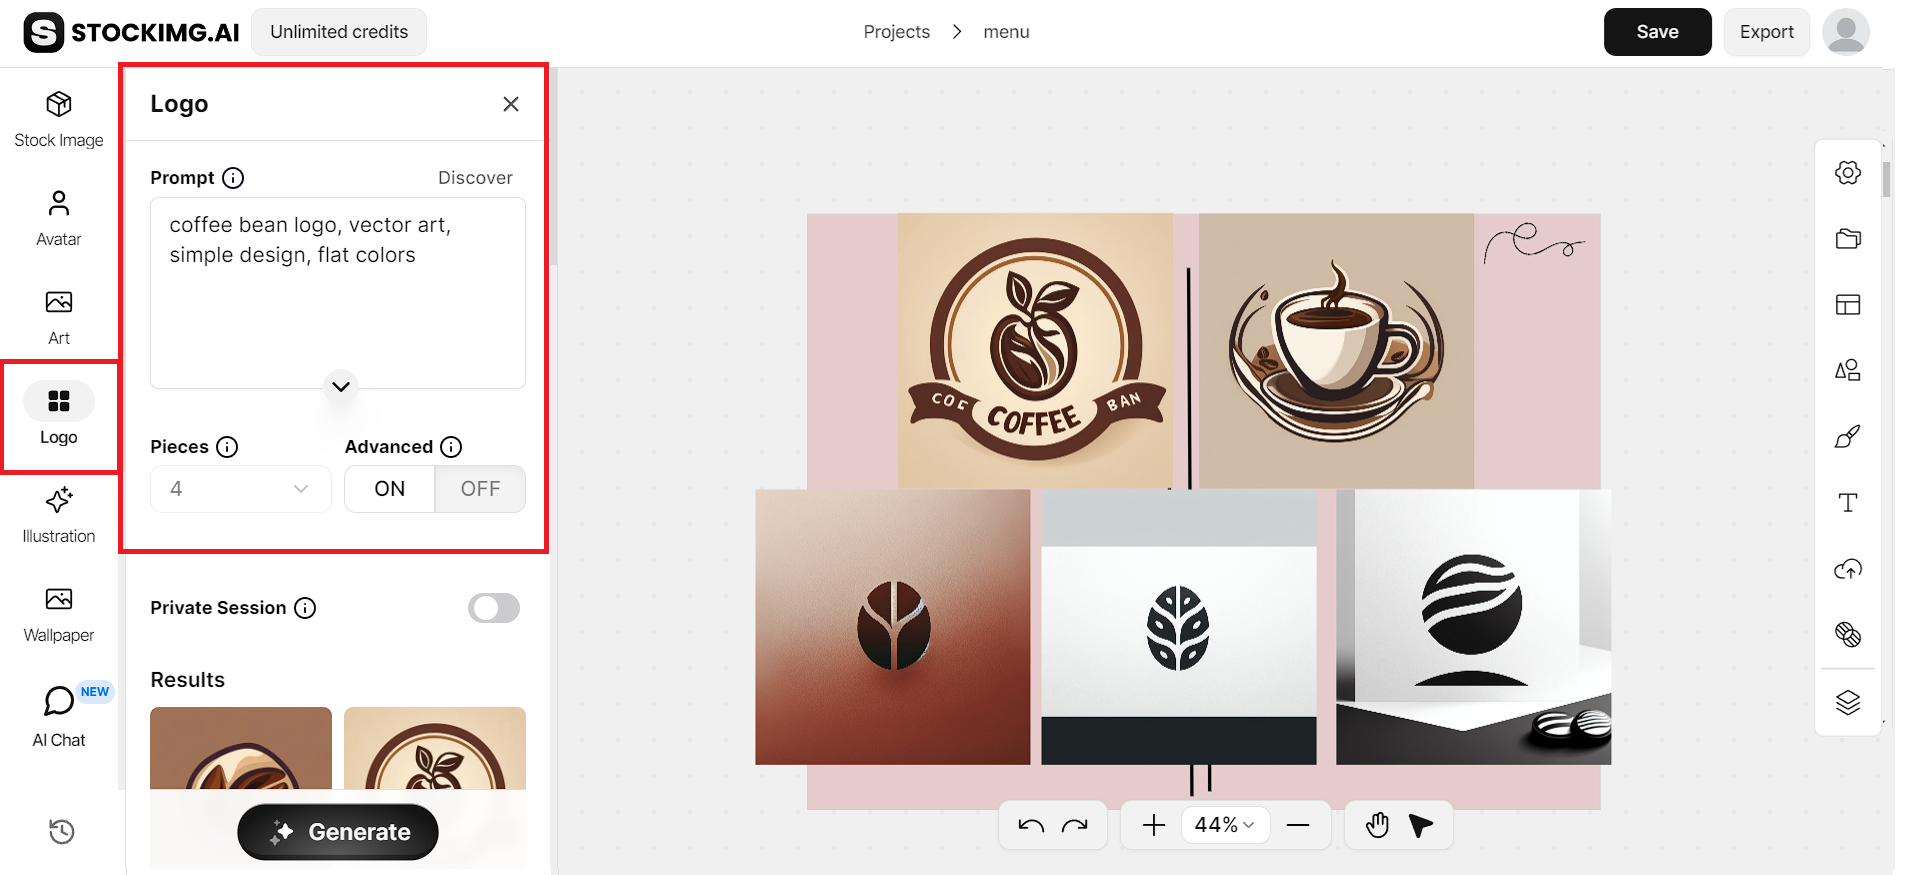 STOCKIMG.AI
Unlimited credits
Projects > menu
Save
Export
Stock Image
Avatar
Art
Logo
Illustration
Wallpaper
NEW
AI Chat
Logo
Prompt
Discover
coffee bean logo, vector art,
simple design, flat colors
Pieces
Advanced
4
ON
OFF
Private Session
Results
Generate
COF COFFEE BAN
44%